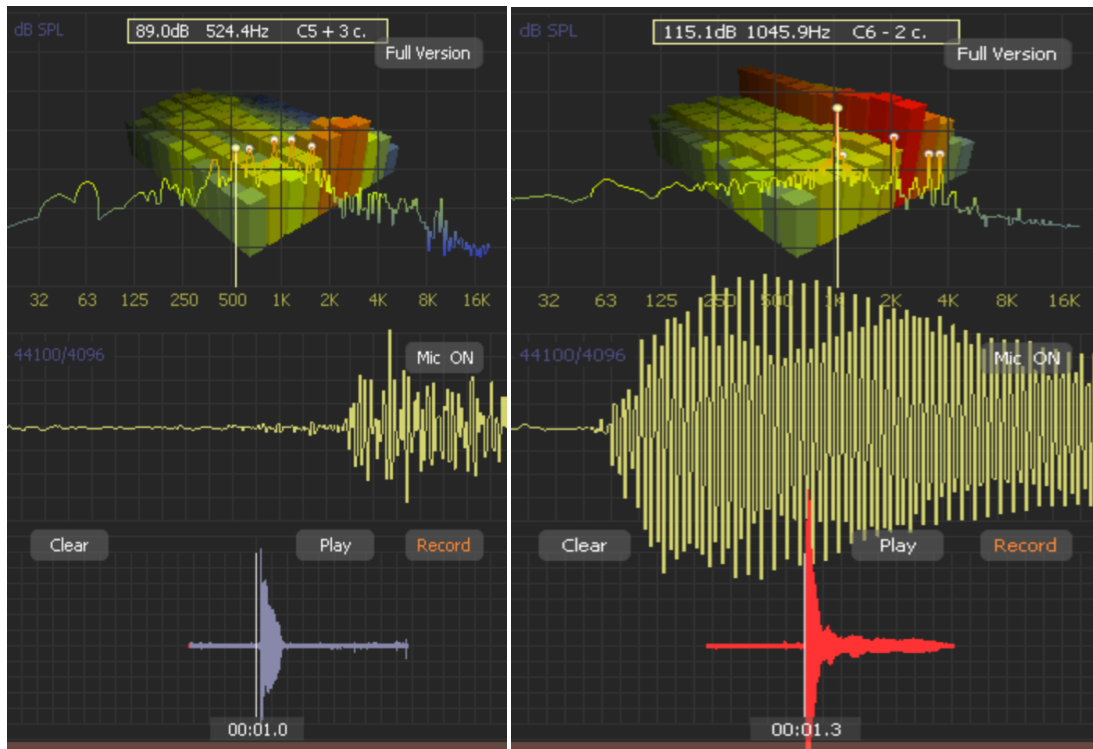 dB SPL
89.0dB 524.4Hz C5 + 3 c.
Full Version
32 63 125 250 500 1K 2K 4K 8K 16K
44100/4096
Mic ON
Clear Play Record
00:01.0
dB SPL
115.1dB 1045.9Hz C6 - 2 c.
Full Version
32 63 125 250 500 1K 2K 4K 8K 16K
44100/4096
Mic ON
Clear Play Record
00:01.3